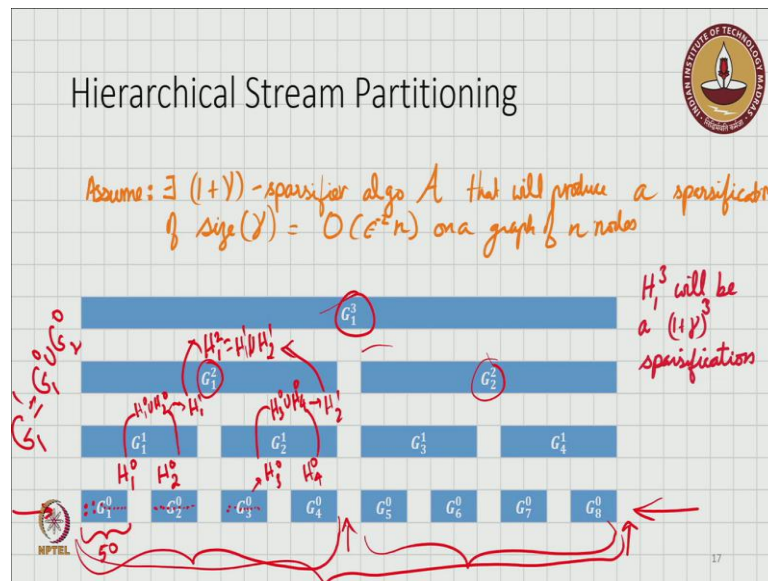 INDIAN INSTITUTE OF TECHNOLOGY MADRAS
Hierarchical Stream Partitioning
Assume: ∃ (1+γ)-sparsifier algo A that will produce a sparsification
of size(γ) = O(ϵ⁻²n) on a graph of n nodes
G₁³
H₁³ will be
a (1+γ)³
sparsification
H₁² = H₁¹ ∪ H₂¹
G₁¹ = G₁⁰ ∪ G₂⁰
G₁² G₂²
H₁⁰ ∪ H₂⁰ → H₁¹ H₃⁰ ∪ H₄⁰ → H₂¹
G₁¹ G₂¹ G₃¹ G₄¹
H₁⁰ H₂⁰ H₃⁰ H₄⁰
G₁⁰ G₂⁰ G₃⁰ G₄⁰ G₅⁰ G₆⁰ G₇⁰ G₈⁰
NPTEL
50
17